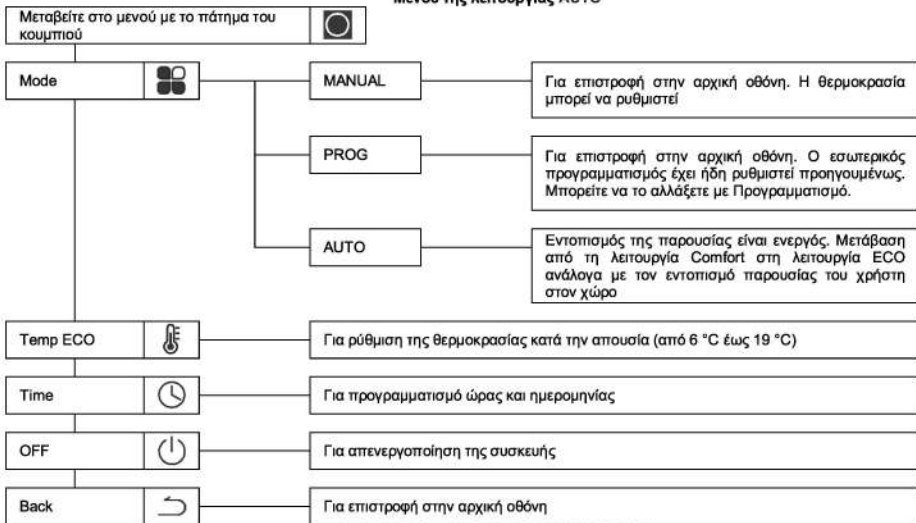 Μενού της λειτουργίας AUTO
Μεταβείτε στο μενού με το πάτημα του
κουμπιού
Mode
MANUAL
Για επιστροφή στην αρχική οθόνη. Η θερμοκρασία
μπορεί να ρυθμιστεί
PROG
Για επιστροφή στην αρχική οθόνη. Ο εσωτερικός
προγραμματισμός έχει ήδη ρυθμιστεί προηγουμένως.
Μπορείτε να το αλλάξετε με Προγραμματισμό.
AUTO
Εντοπισμός της παρουσίας είναι ενεργός. Μετάβαση
από τη λειτουργία Comfort στη λειτουργία ECO
ανάλογα με τον εντοπισμό παρουσίας του χρήστη
στον χώρο
Temp ECO
Για ρύθμιση της θερμοκρασίας κατά την απουσία (από 6 °C έως 19 °C)
Time
Για προγραμματισμό ώρας και ημερομηνίας
OFF
Για απενεργοποίηση της συσκευής
Back
Για επιστροφή στην αρχική οθόνη